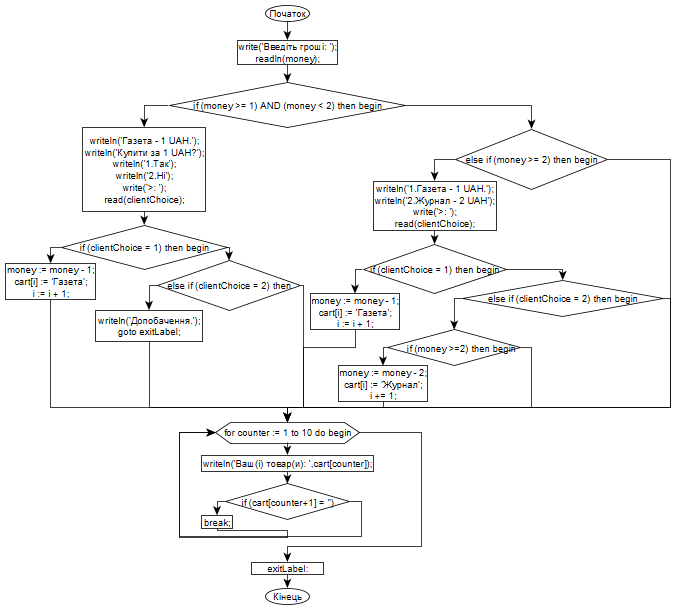 Початок
write('Введіть гроші: ');
readln(money);
if (money >= 1) AND (money < 2) then begin
writeln('Газета - 1 UAH.');
writeln('Купити за 1 UAH?');
writeln('1.Так');
writeln('2.Ні');
write('>: ');
read(clientChoice);
else if (money >= 2) then begin
writeln('1.Газета - 1 UAH.');
writeln('2.Журнал - 2 UAH');
write('>: ');
read(clientChoice);
if (clientChoice = 1) then begin
money := money - 1;
cart[i] := 'Газета';
i := i + 1;
else if (clientChoice = 2) then
writeln('Допобачення.');
goto exitLabel;
if (clientChoice = 1) then begin
money := money - 1;
cart[i] := 'Газета';
i := i + 1;
else if (clientChoice = 2) then begin
if (money >=2) then begin
money := money - 2;
cart[i] := 'Журнал';
i += 1;
for counter := 1 to 10 do begin
writeln('Ваш(і) товар(и): ',cart[counter]);
if (cart[counter+1] = '')
break;
exitLabel:
Кінець